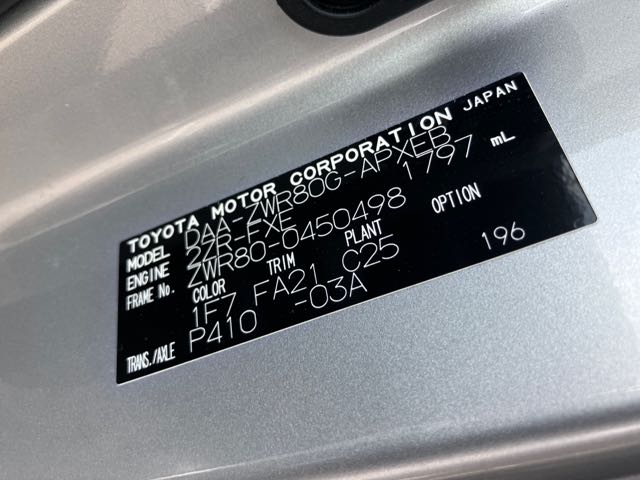 TOYOTA MOTOR CORPORATION JAPAN
MODEL DAA-ZWR80G-APXEB
ENGINE 2ZR-FXE 1797 mL
FRAME No. ZWR80-0450498
COLOR TRIM PLANT OPTION
1F7 FA21 C25 196
TRANS./AXLE P410 -03A